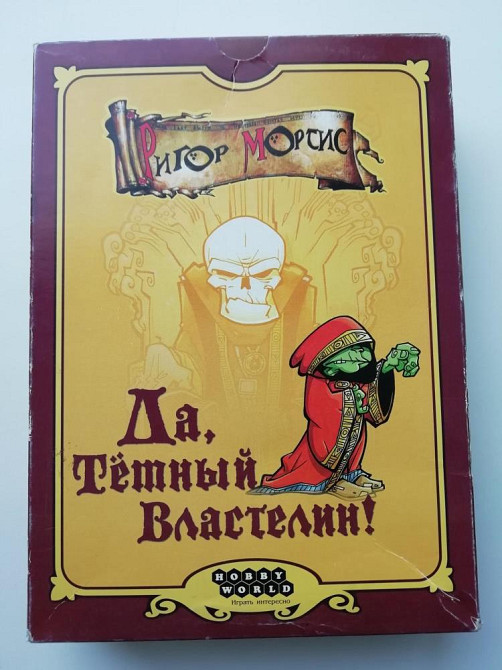 Ригор Мортис
Да,
Тёмный
Властелин!
HOBBY
WORLD
Играть интересно